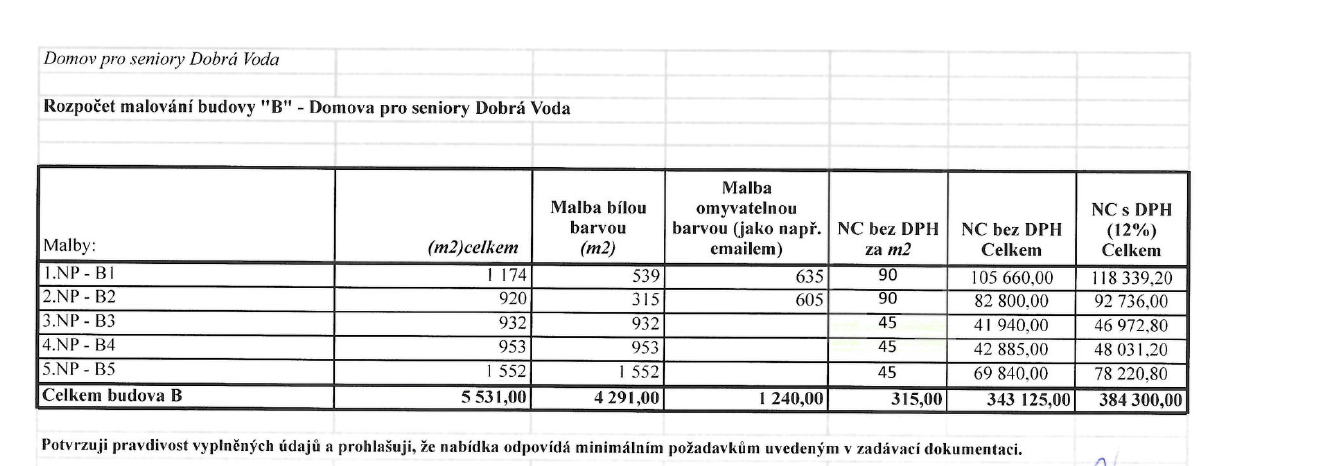 Domov pro seniory Dobrá Voda
Rozpočet malování budovy "B" - Domova pro seniory Dobrá Voda
Malby: (m2)celkem Malba bílou barvou (m2) Malba omyvatelnou barvou (jako např. emailem) NC bez DPH za m2 NC bez DPH Celkem NC s DPH (12%) Celkem
1.NP - B1 1 174 539 635 90 105 660,00 118 339,20
2.NP - B2 920 315 605 90 82 800,00 92 736,00
3.NP - B3 932 932 45 41 940,00 46 972,80
4.NP - B4 953 953 45 42 885,00 48 031,20
5.NP - B5 1 552 1 552 45 69 840,00 78 220,80
Celkem budova B 5 531,00 4 291,00 1 240,00 315,00 343 125,00 384 300,00
Potvrzuji pravdivost vyplněných údajů a prohlašuji, že nabídka odpovídá minimálním požadavkům uvedeným v zadávací dokumentaci.